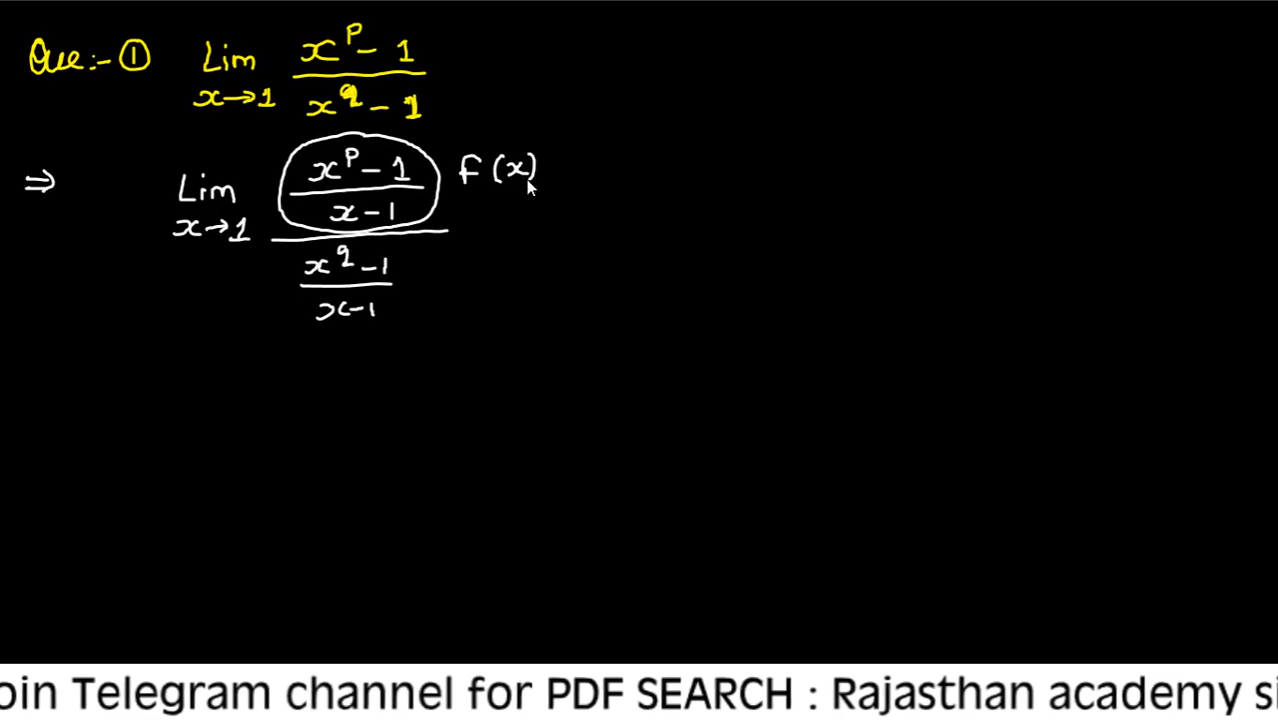 Que:- ① Lim x→1 x^p - 1 / x^q - 1
⇒ Lim x→1 (x^p - 1 / x - 1) / (x^q - 1 / x - 1) f(x)
oin Telegram channel for PDF SEARCH : Rajasthan academy si